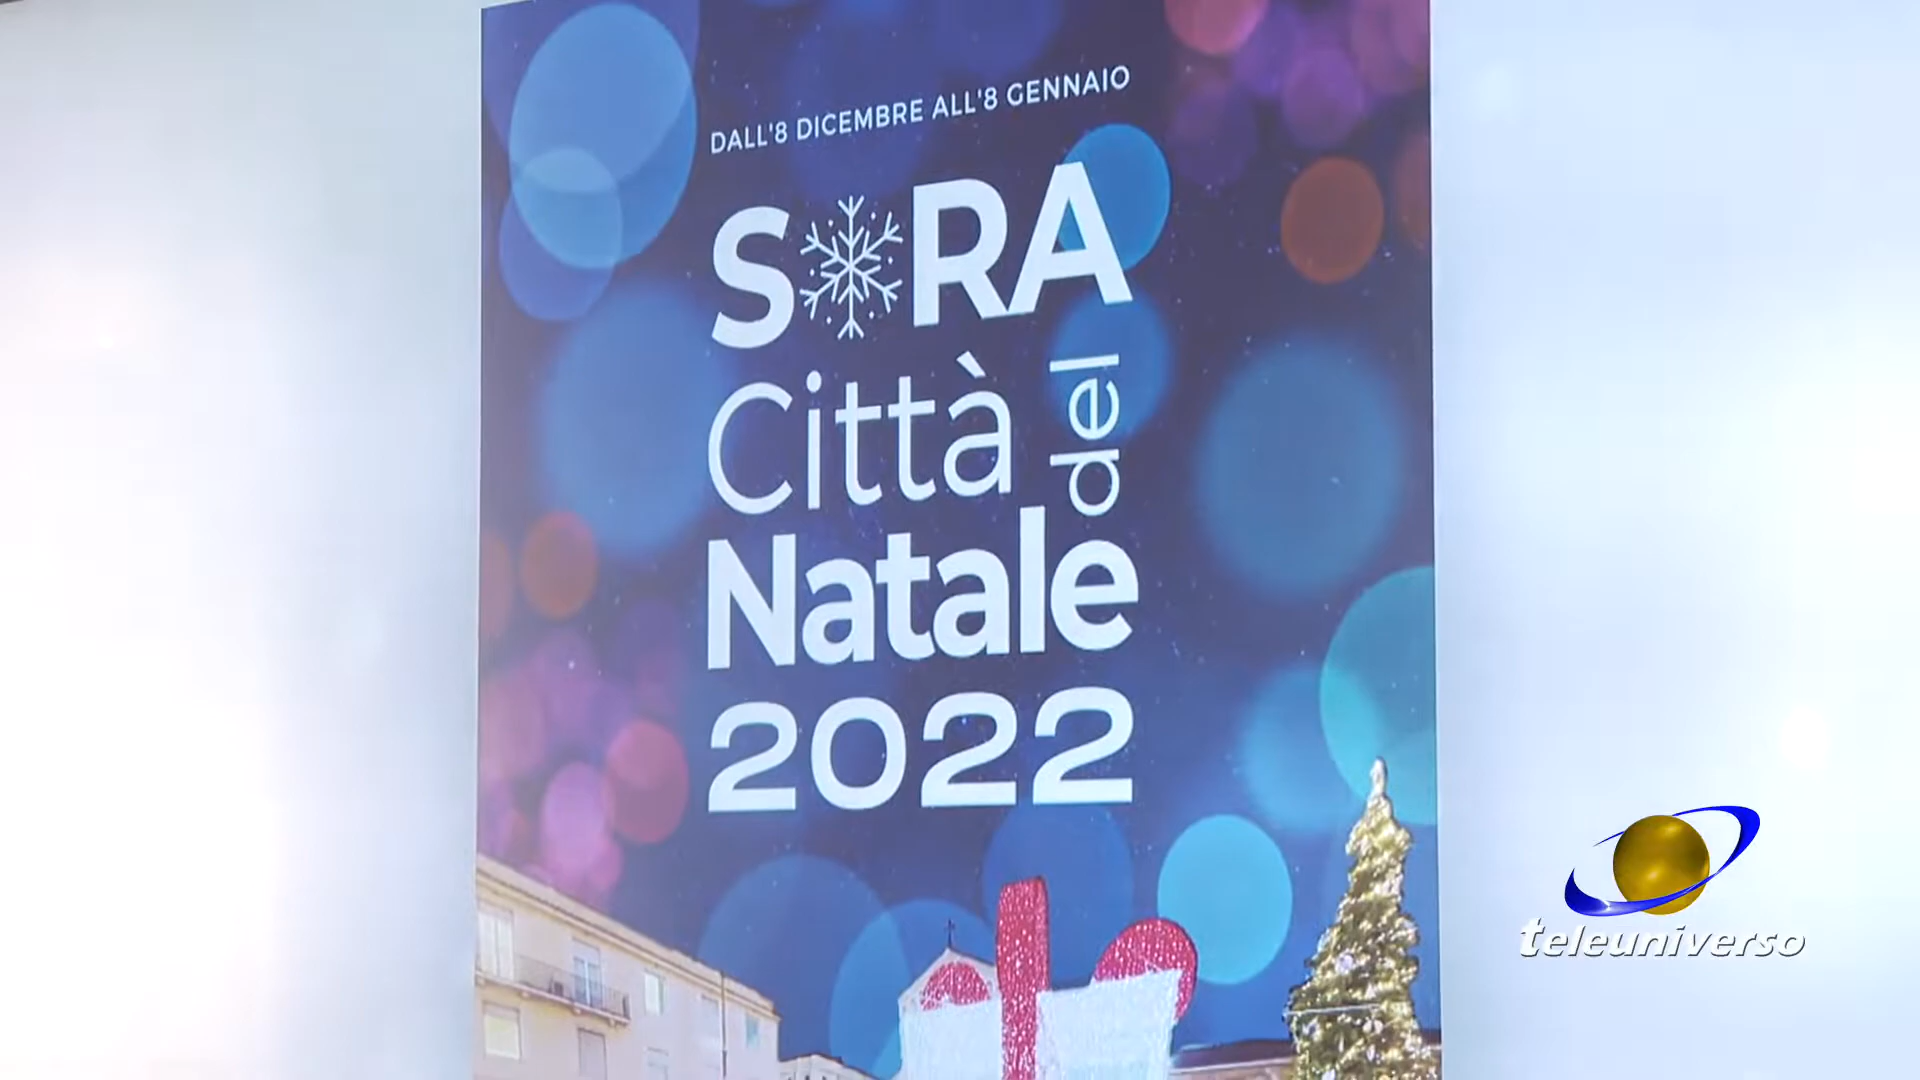 DALL'8 DICEMBRE ALL'8 GENNAIO
SORA
Città del
Natale
2022
teleuniverso